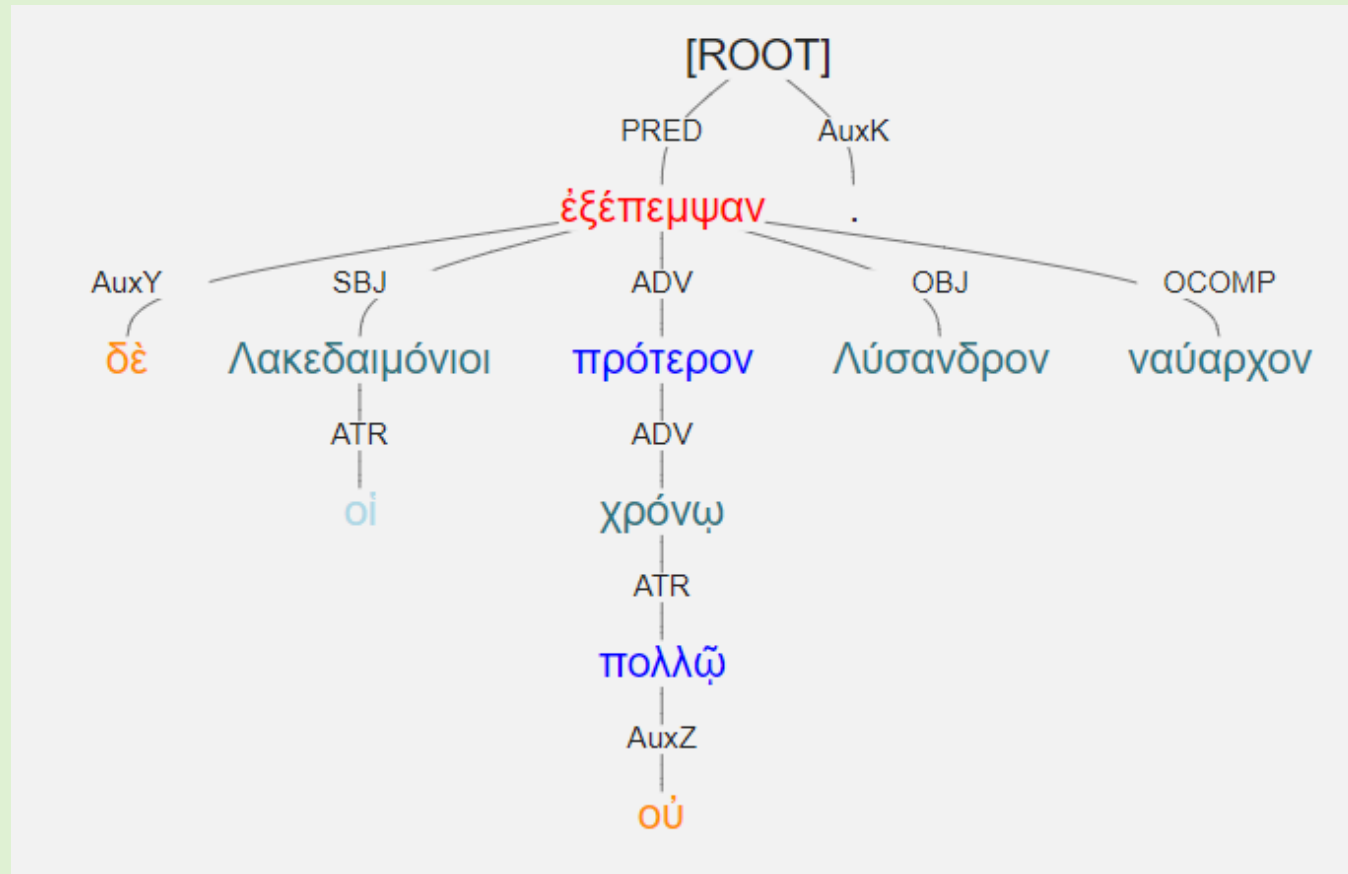 [ROOT]
PRED AuxK
ἐξέπεμψαν .
AuxY SBJ ADV OBJ OCOMP
δὲ Λακεδαιμόνιοι πρότερον Λύσανδρον ναύαρχον
ATR ADV
οἱ χρόνῳ
ATR
πολλῷ
AuxZ
οὐ